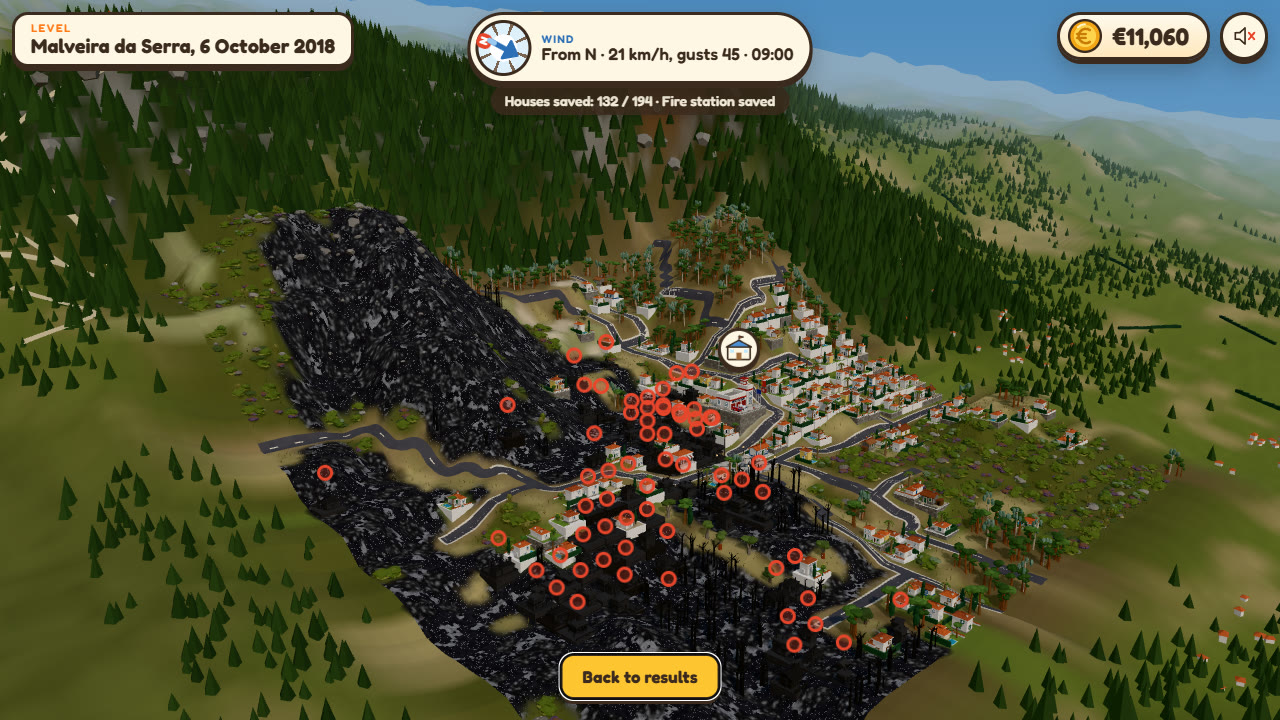 LEVEL
Malveira da Serra, 6 October 2018
N
WIND
From N · 21 km/h, gusts 45 · 09:00
€11,060
Houses saved: 132 / 194 · Fire station saved
Back to results